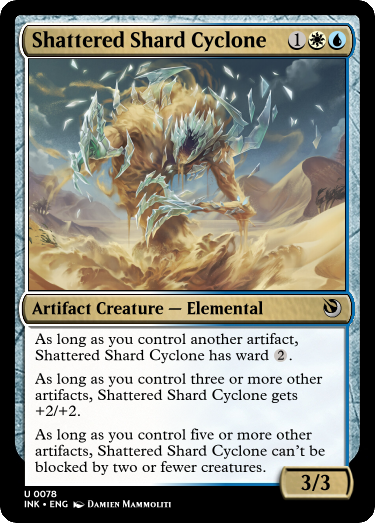 Shattered Shard Cyclone 1
Artifact Creature — Elemental
As long as you control another artifact,
Shattered Shard Cyclone has ward 2.
As long as you control three or more other
artifacts, Shattered Shard Cyclone gets
+2/+2.
As long as you control five or more other
artifacts, Shattered Shard Cyclone can't be
blocked by two or fewer creatures.
3/3
U 0078
INK • ENG Damien Mammoliti